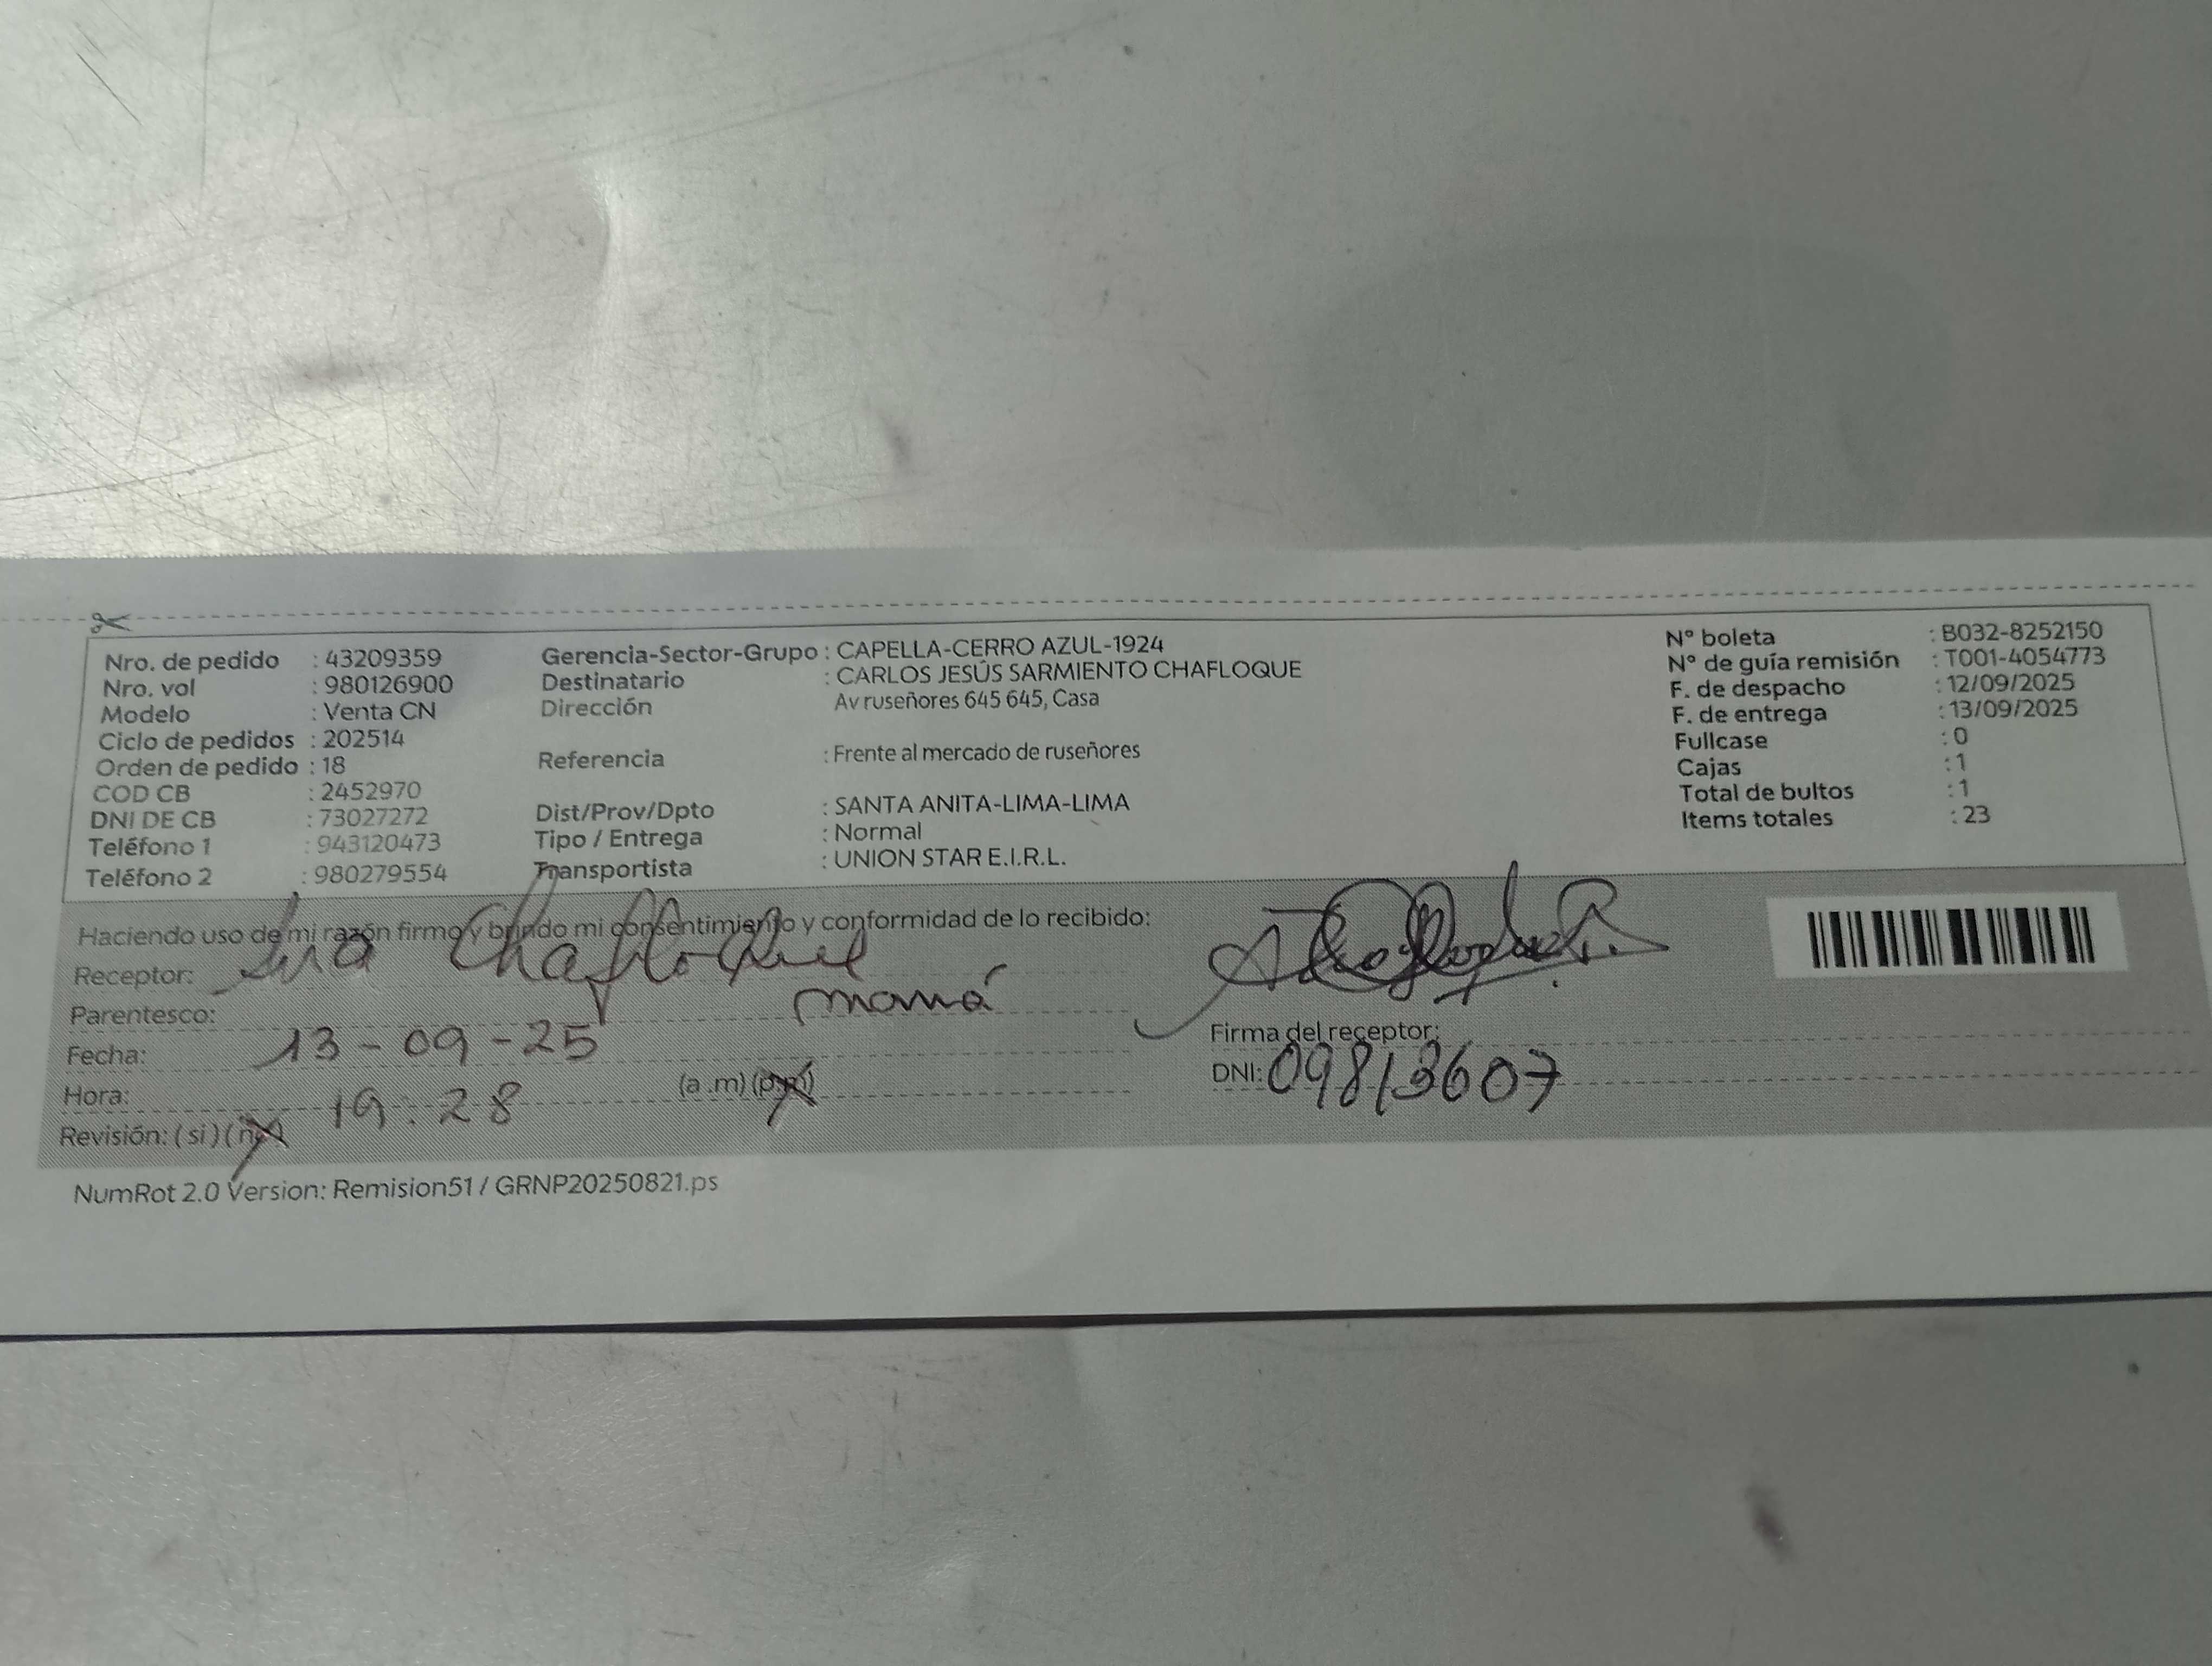 Nro. de pedido : 43209359
Nro. vol : 980126900
Modelo : Venta CN
Ciclo de pedidos : 202514
Orden de pedido : 18
COD CB : 2452970
DNI DE CB : 73027272
Teléfono 1 : 943120473
Teléfono 2 : 980279554
Gerencia-Sector-Grupo : CAPELLA-CERRO AZUL-1924
Destinatario : CARLOS JESÚS SARMIENTO CHAFLOQUE
Dirección Av ruseñores 645 645, Casa
Referencia : Frente al mercado de ruseñores
Dist/Prov/Dpto : SANTA ANITA-LIMA-LIMA
Tipo / Entrega : Normal
Transportista : UNION STAR E.I.R.L.
N° boleta : B032-8252150
N° de guía remisión : T001-4054773
F. de despacho : 12/09/2025
F. de entrega : 13/09/2025
Fullcase : 0
Cajas : 1
Total de bultos : 1
Items totales : 23
Haciendo uso de mi razón firmo y brindo mi consentimiento y conformidad de lo recibido:
Receptor: Chafloque
Parentesco: mamá
Fecha: 13-09-25
Hora: 19:28 (a.m) (p.m)
Revisión: (si) (no)
Firma del receptor:
DNI: 09813607
NumRot 2.0 Version: Remision51 / GRNP20250821.ps